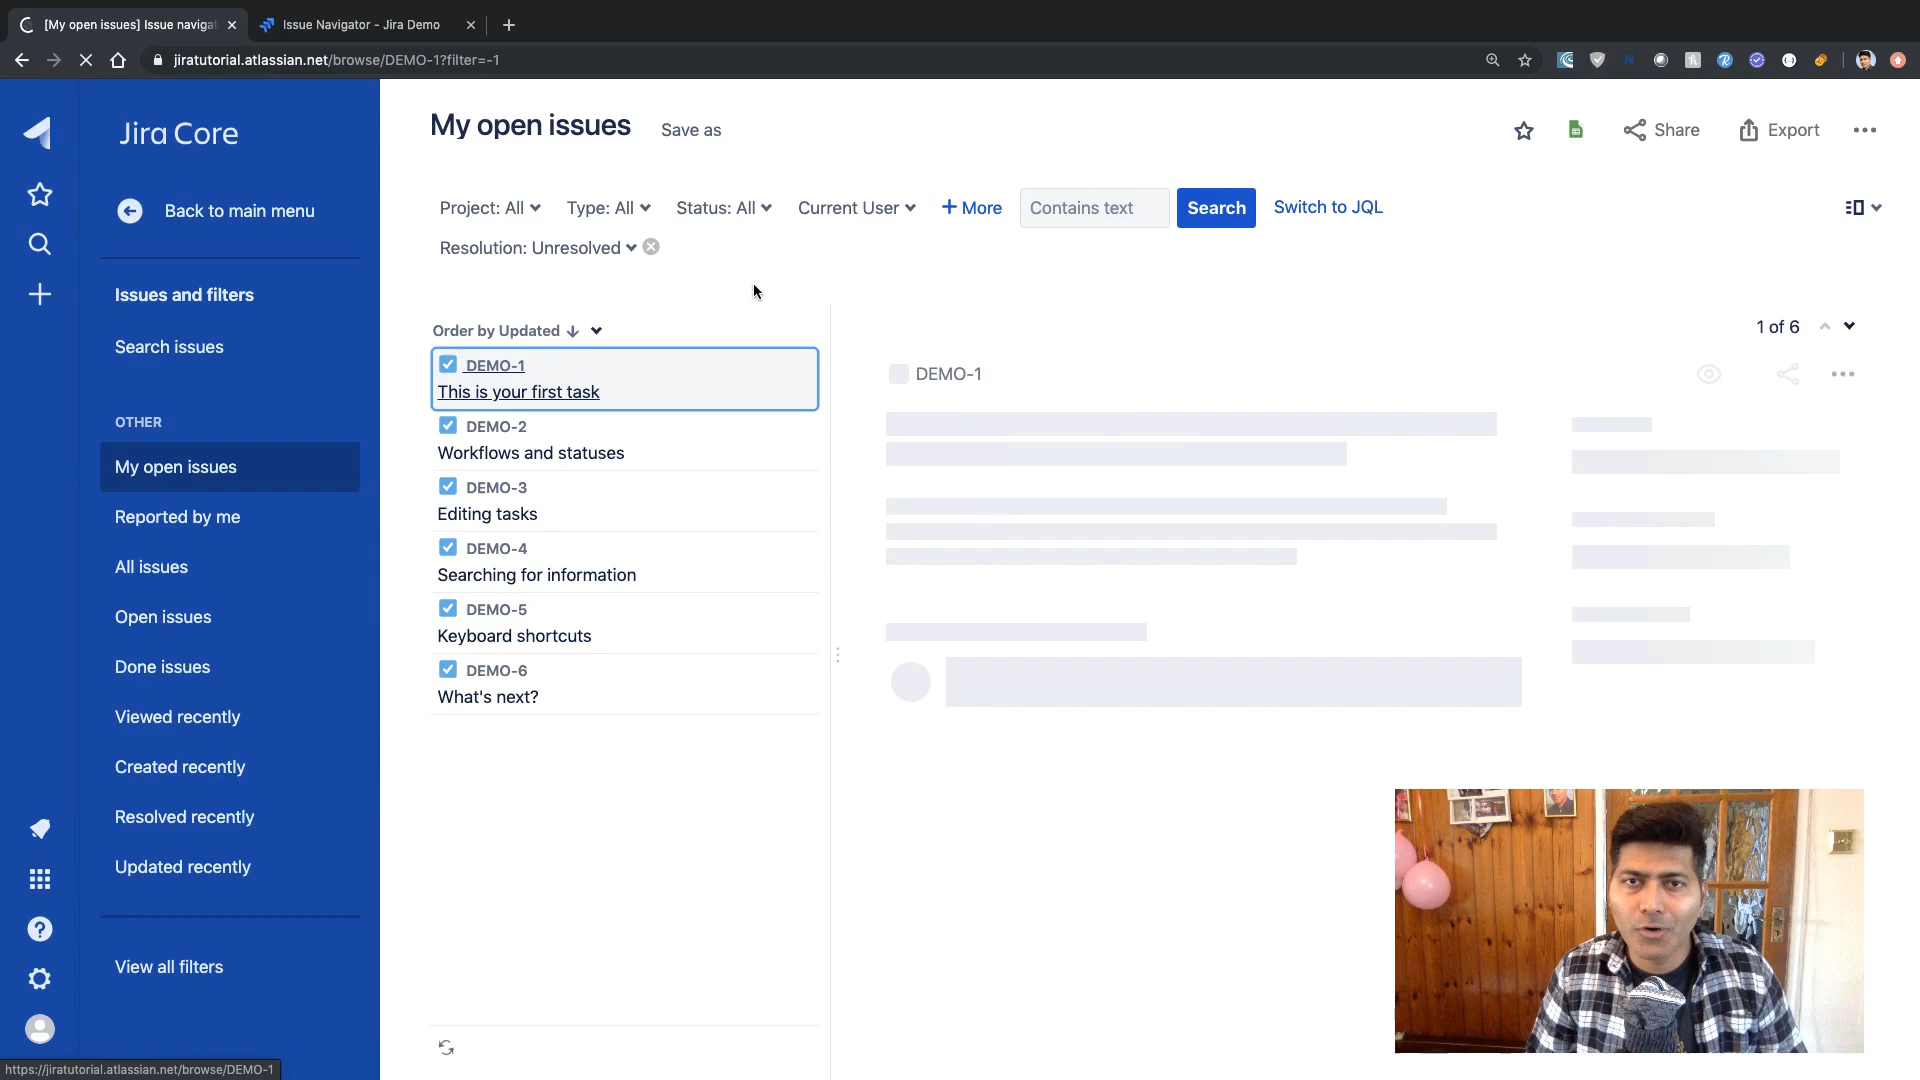 [My open issues] Issue naviga
Issue Navigator - Jira Demo
jiratutorial.atlassian.net/browse/DEMO-1?filter=-1
Jira Core
Back to main menu
Issues and filters
Search issues
OTHER
My open issues
Reported by me
All issues
Open issues
Done issues
Viewed recently
Created recently
Resolved recently
Updated recently
View all filters
https://jiratutorial.atlassian.net/browse/DEMO-1
My open issues
Save as
Share
Export
Project: All
Type: All
Status: All
Current User
+ More
Contains text
Search
Switch to JQL
Resolution: Unresolved
Order by Updated
DEMO-1
This is your first task
DEMO-2
Workflows and statuses
DEMO-3
Editing tasks
DEMO-4
Searching for information
DEMO-5
Keyboard shortcuts
DEMO-6
What's next?
1 of 6
DEMO-1